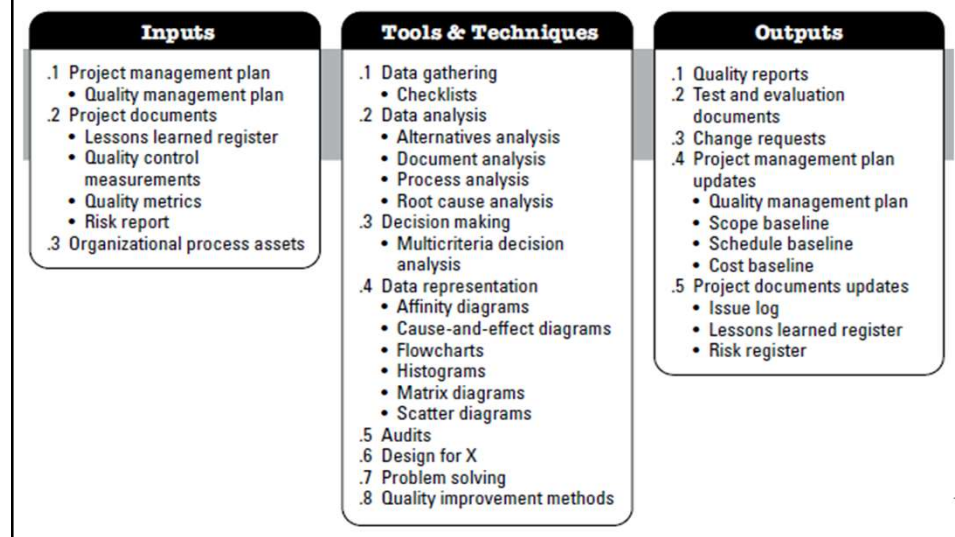 Inputs
.1 Project management plan
• Quality management plan
.2 Project documents
• Lessons learned register
• Quality control
measurements
• Quality metrics
• Risk report
.3 Organizational process assets
Tools & Techniques
.1 Data gathering
• Checklists
.2 Data analysis
• Alternatives analysis
• Document analysis
• Process analysis
• Root cause analysis
.3 Decision making
• Multicriteria decision
analysis
.4 Data representation
• Affinity diagrams
• Cause-and-effect diagrams
• Flowcharts
• Histograms
• Matrix diagrams
• Scatter diagrams
.5 Audits
.6 Design for X
.7 Problem solving
.8 Quality improvement methods
Outputs
.1 Quality reports
.2 Test and evaluation
documents
.3 Change requests
.4 Project management plan
updates
• Quality management plan
• Scope baseline
• Schedule baseline
• Cost baseline
.5 Project documents updates
• Issue log
• Lessons learned register
• Risk register